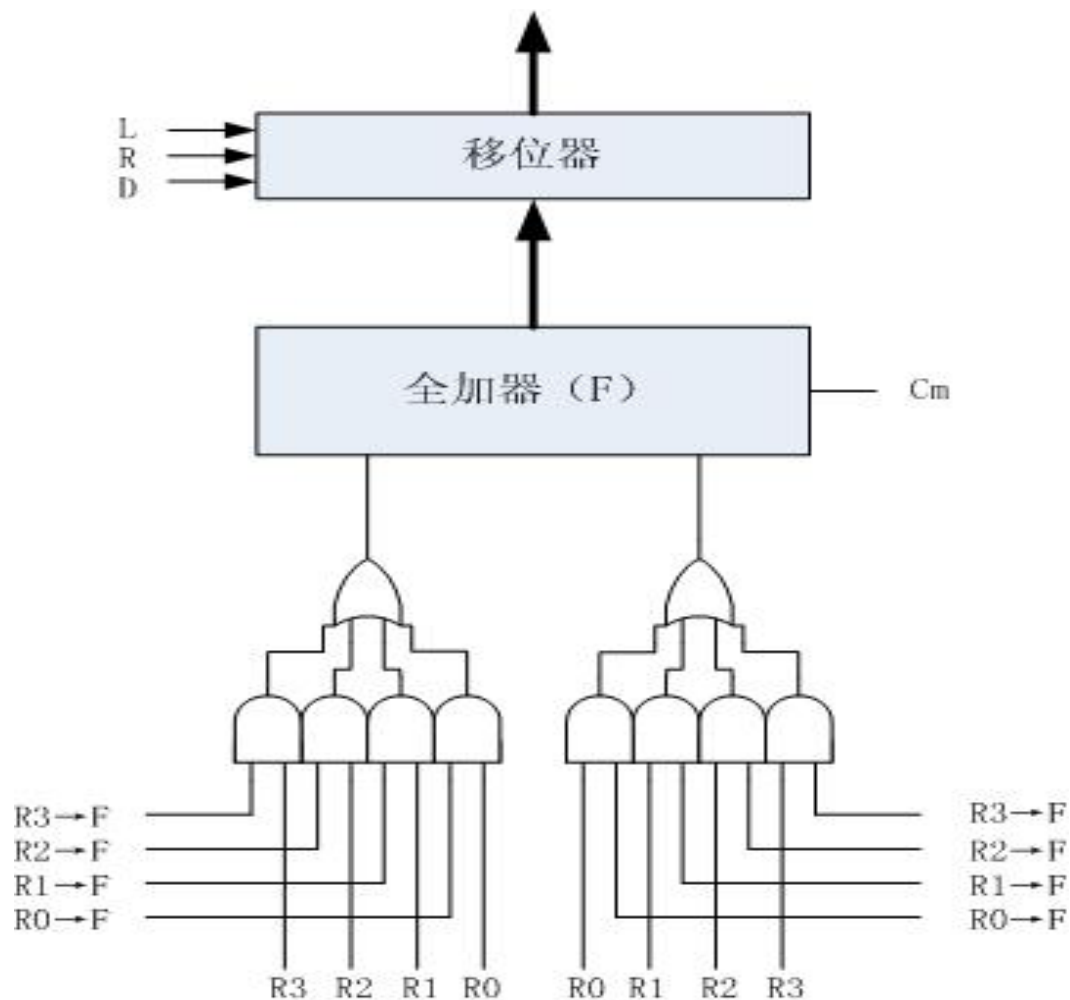 L
R
D
移位器
全加器（F）
Cm
R3→F
R2→F
R1→F
R0→F
R3→F
R2→F
R1→F
R0→F
R3 R2 R1 R0 R0 R1 R2 R3